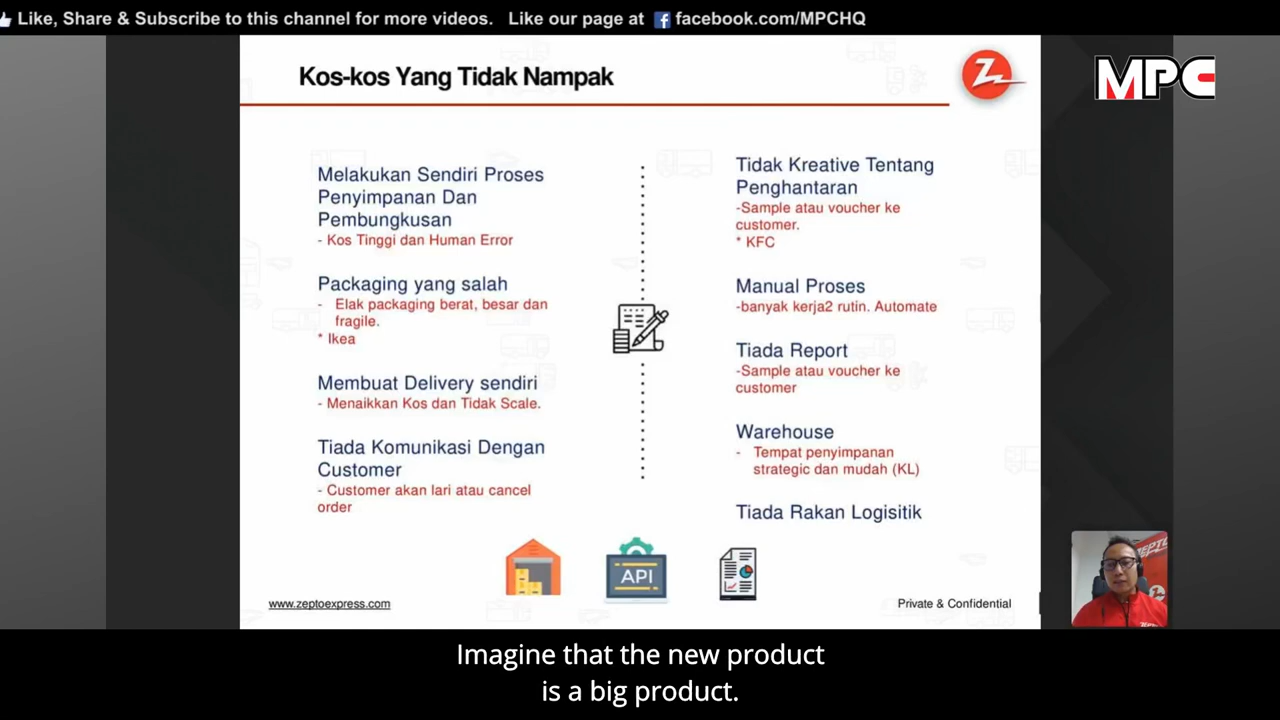 Like, Share & Subscribe to this channel for more videos. Like our page at facebook.com/MPCHQ
Kos-kos Yang Tidak Nampak
Z
MPC
Melakukan Sendiri Proses
Penyimpanan Dan
Pembungkusan
- Kos Tinggi dan Human Error
Packaging yang salah
- Elak packaging berat, besar dan
fragile.
* Ikea
Membuat Delivery sendiri
- Menaikkan Kos dan Tidak Scale.
Tiada Komunikasi Dengan
Customer
- Customer akan lari atau cancel
order
Tidak Kreative Tentang
Penghantaran
-Sample atau voucher ke
customer.
* KFC
Manual Proses
-banyak kerja2 rutin. Automate
Tiada Report
-Sample atau voucher ke
customer
Warehouse
- Tempat penyimpanan
strategic dan mudah (KL)
Tiada Rakan Logisitik
API
www.zeptoexpress.com
Private & Confidential
Imagine that the new product
is a big product.